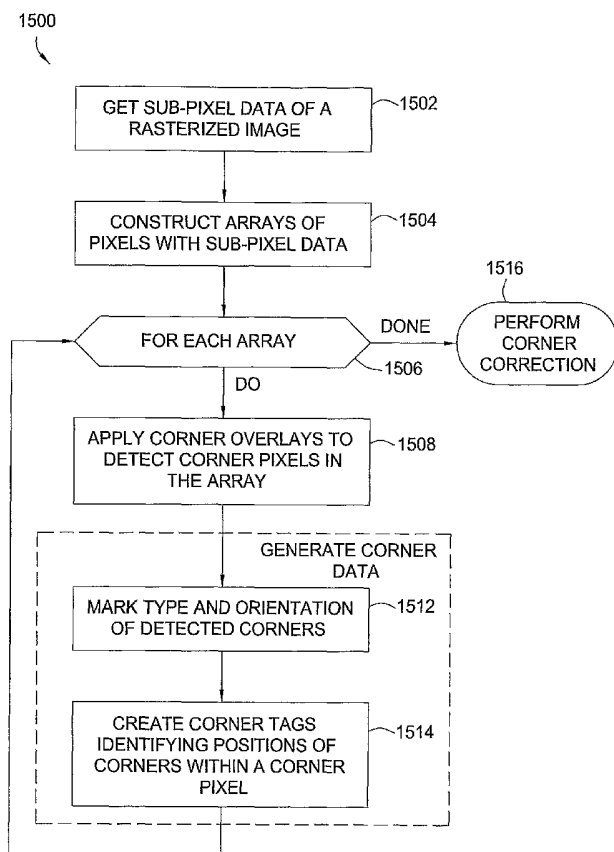 1500
GET SUB-PIXEL DATA OF A
RASTERIZED IMAGE
1502
CONSTRUCT ARRAYS OF
PIXELS WITH SUB-PIXEL DATA
1504
FOR EACH ARRAY
1506
DONE
1516
PERFORM
CORNER
CORRECTION
DO
APPLY CORNER OVERLAYS TO
DETECT CORNER PIXELS IN
THE ARRAY
1508
GENERATE CORNER
DATA
MARK TYPE AND ORIENTATION
OF DETECTED CORNERS
1512
CREATE CORNER TAGS
IDENTIFYING POSITIONS OF
CORNERS WITHIN A CORNER
PIXEL
1514